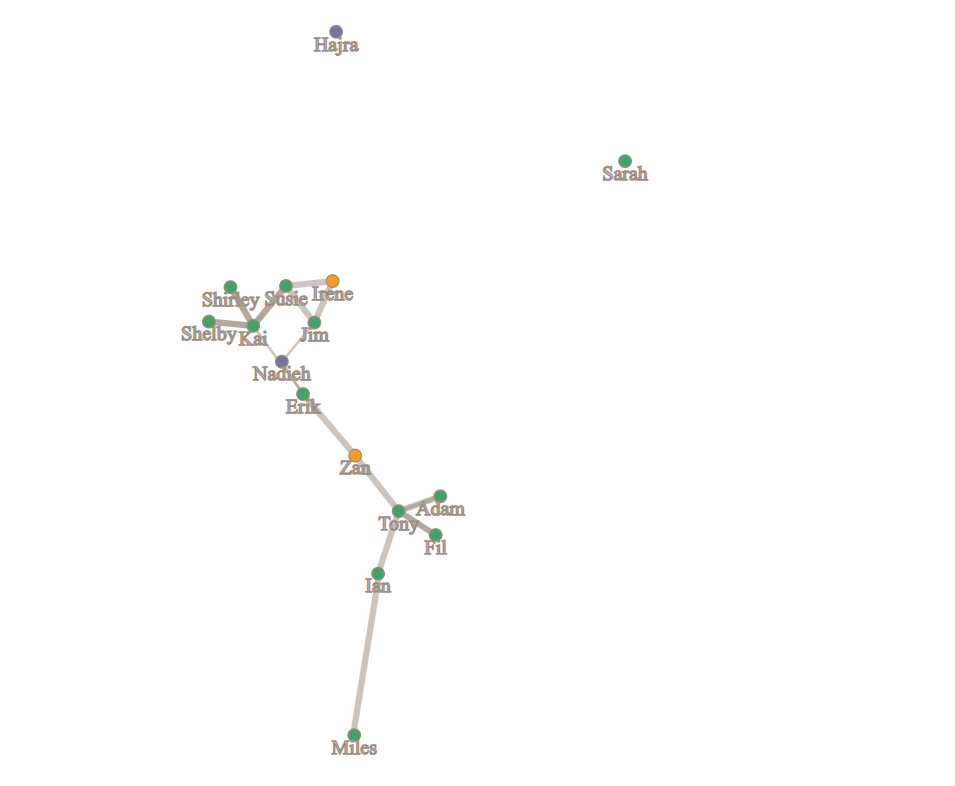 Hajra
Sarah
Shirley
Susie
Irene
Shelby
Kai
Jim
Nadieh
Erik
Zan
Adam
Tony
Fil
Ian
Miles